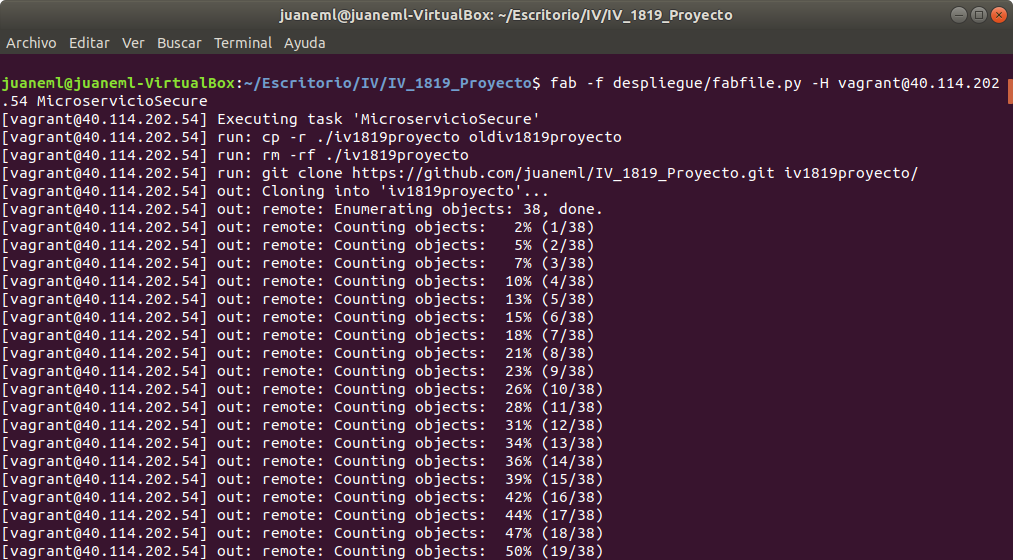 juaneml@juaneml-VirtualBox: ~/Escritorio/IV/IV_1819_Proyecto
Archivo Editar Ver Buscar Terminal Ayuda
juaneml@juaneml-VirtualBox:~/Escritorio/IV/IV_1819_Proyecto$ fab -f despliegue/fabfile.py -H vagrant@40.114.202
.54 MicroservicioSecure
[vagrant@40.114.202.54] Executing task 'MicroservicioSecure'
[vagrant@40.114.202.54] run: cp -r ./iv1819proyecto oldiv1819proyecto
[vagrant@40.114.202.54] run: rm -rf ./iv1819proyecto
[vagrant@40.114.202.54] run: git clone https://github.com/juaneml/IV_1819_Proyecto.git iv1819proyecto/
[vagrant@40.114.202.54] out: Cloning into 'iv1819proyecto'...
[vagrant@40.114.202.54] out: remote: Enumerating objects: 38, done.
[vagrant@40.114.202.54] out: remote: Counting objects:   2% (1/38)
[vagrant@40.114.202.54] out: remote: Counting objects:   5% (2/38)
[vagrant@40.114.202.54] out: remote: Counting objects:   7% (3/38)
[vagrant@40.114.202.54] out: remote: Counting objects:  10% (4/38)
[vagrant@40.114.202.54] out: remote: Counting objects:  13% (5/38)
[vagrant@40.114.202.54] out: remote: Counting objects:  15% (6/38)
[vagrant@40.114.202.54] out: remote: Counting objects:  18% (7/38)
[vagrant@40.114.202.54] out: remote: Counting objects:  21% (8/38)
[vagrant@40.114.202.54] out: remote: Counting objects:  23% (9/38)
[vagrant@40.114.202.54] out: remote: Counting objects:  26% (10/38)
[vagrant@40.114.202.54] out: remote: Counting objects:  28% (11/38)
[vagrant@40.114.202.54] out: remote: Counting objects:  31% (12/38)
[vagrant@40.114.202.54] out: remote: Counting objects:  34% (13/38)
[vagrant@40.114.202.54] out: remote: Counting objects:  36% (14/38)
[vagrant@40.114.202.54] out: remote: Counting objects:  39% (15/38)
[vagrant@40.114.202.54] out: remote: Counting objects:  42% (16/38)
[vagrant@40.114.202.54] out: remote: Counting objects:  44% (17/38)
[vagrant@40.114.202.54] out: remote: Counting objects:  47% (18/38)
[vagrant@40.114.202.54] out: remote: Counting objects:  50% (19/38)